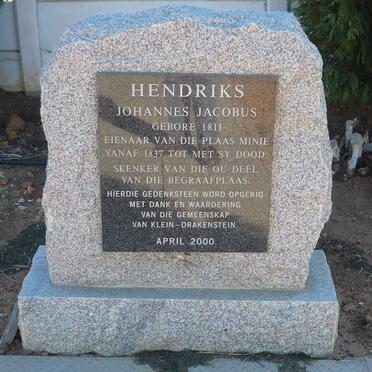 HENDRIKS
JOHANNES JACOBUS
GEBORE 1811
EIENAAR VAN DIE PLAAS MINIE
VANAF 1837 TOT MET SY DOOD.
SKENKER VAN DIE OU DEEL
VAN DIE BEGRAAFPLAAS.
HIERDIE GEDENKSTEEN WORD OPGERIG
MET DANK EN WAARDERING
VAN DIE GEMEENSKAP
VAN KLEIN-DRAKENSTEIN.
APRIL 2000